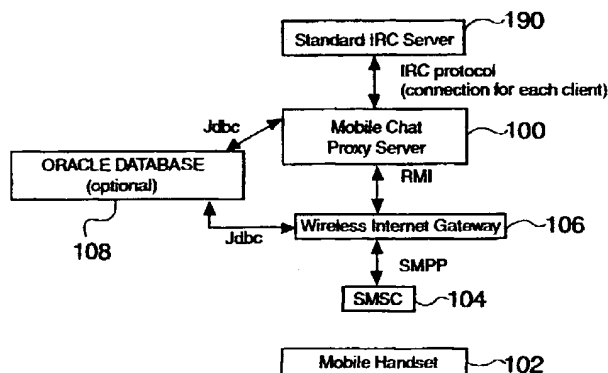 190
Standard IRC Server
IRC protocol
(connection for each client)
Jdbc
Mobile Chat
Proxy Server
100
ORACLE DATABASE
(optional)
RMI
108
Jdbc
Wireless Internet Gateway
106
SMPP
SMSC
104
Mobile Handset
102